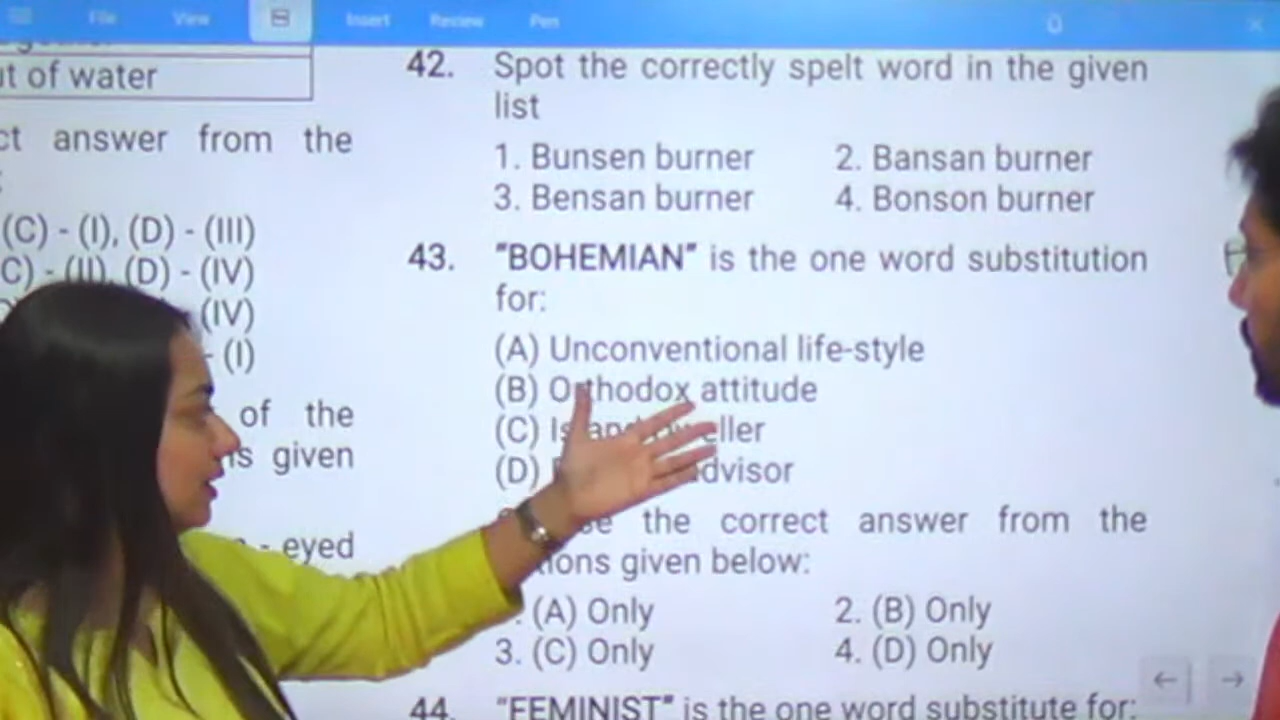 File View Insert Review Pen
ut of water
ct answer from the
(C) - (I), (D) - (III)
C) - (II), (D) - (IV)
(IV)
- (I)
of the
is given
- eyed
42. Spot the correctly spelt word in the given
list
1. Bunsen burner 2. Bansan burner
3. Bensan burner 4. Bonson burner
43. "BOHEMIAN" is the one word substitution
for:
(A) Unconventional life-style
(B) Orthodox attitude
(C)
(D) advisor
the correct answer from the
given below:
(A) Only 2. (B) Only
3. (C) Only 4. (D) Only
44. "FEMINIST" is the one word substitute for: